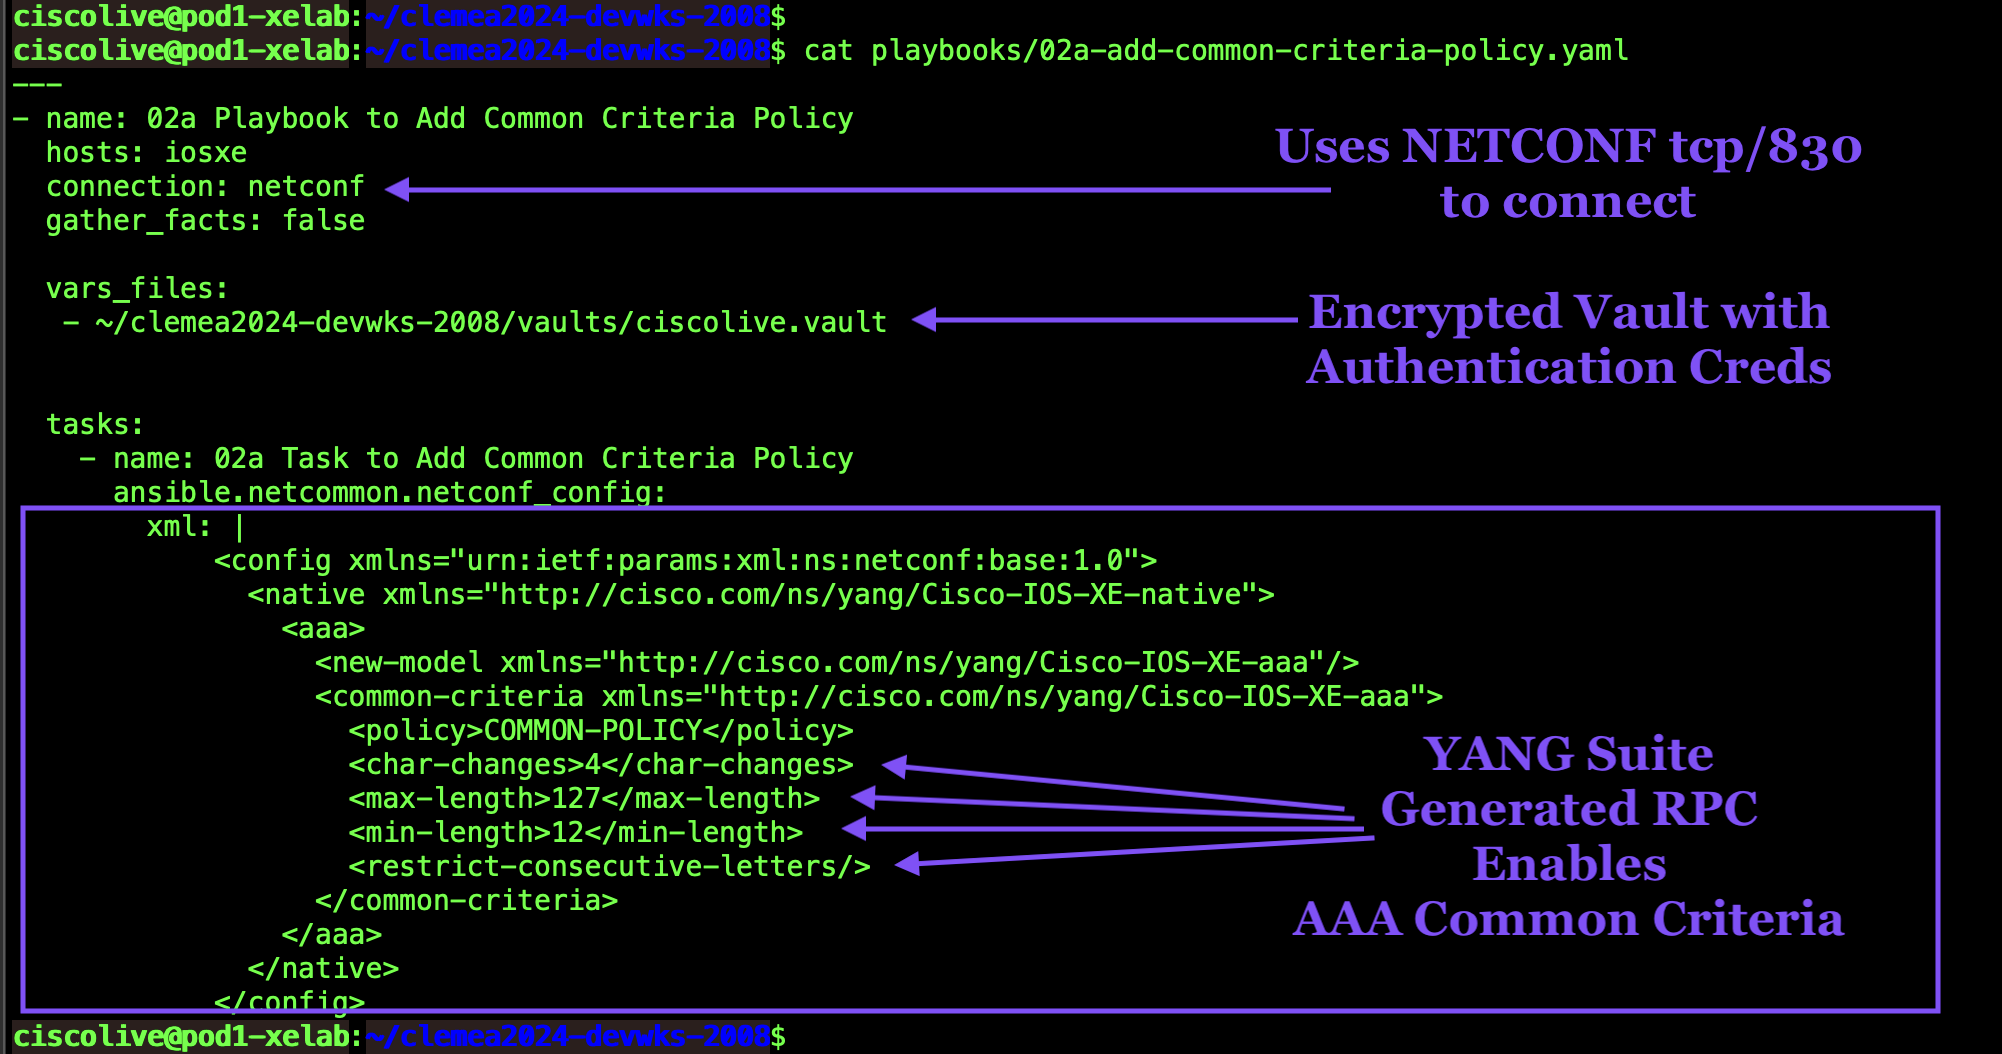 ciscolive@pod1-xelab:~/clemea2024-devwks-2008$
ciscolive@pod1-xelab:~/clemea2024-devwks-2008$ cat playbooks/02a-add-common-criteria-policy.yaml
---
- name: 02a Playbook to Add Common Criteria Policy
  hosts: iosxe
  connection: netconf
  gather_facts: false
  vars_files:
   - ~/clemea2024-devwks-2008/vaults/ciscolive.vault
  tasks:
    - name: 02a Task to Add Common Criteria Policy
      ansible.netcommon.netconf_config:
        xml: |
            <config xmlns="urn:ietf:params:xml:ns:netconf:base:1.0">
              <native xmlns="http://cisco.com/ns/yang/Cisco-IOS-XE-native">
                <aaa>
                  <new-model xmlns="http://cisco.com/ns/yang/Cisco-IOS-XE-aaa"/>
                  <common-criteria xmlns="http://cisco.com/ns/yang/Cisco-IOS-XE-aaa">
                    <policy>COMMON-POLICY</policy>
                    <char-changes>4</char-changes>
                    <max-length>127</max-length>
                    <min-length>12</min-length>
                    <restrict-consecutive-letters/>
                  </common-criteria>
                </aaa>
              </native>
            </config>
ciscolive@pod1-xelab:~/clemea2024-devwks-2008$
Uses NETCONF tcp/830
to connect
Encrypted Vault with
Authentication Creds
YANG Suite
Generated RPC
Enables
AAA Common Criteria